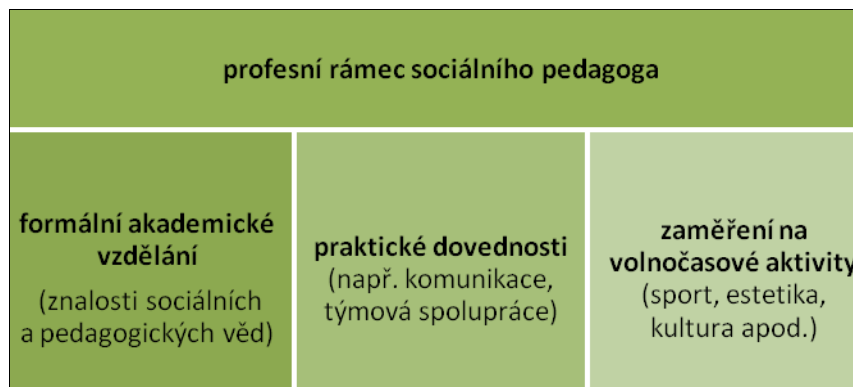 profesní rámec sociálního pedagoga
formální akademické
vzdělání
(znalosti sociálních
a pedagogických věd)
praktické dovednosti
(např. komunikace,
týmová spolupráce)
zaměření na
volnočasové aktivity
(sport, estetika,
kultura apod.)